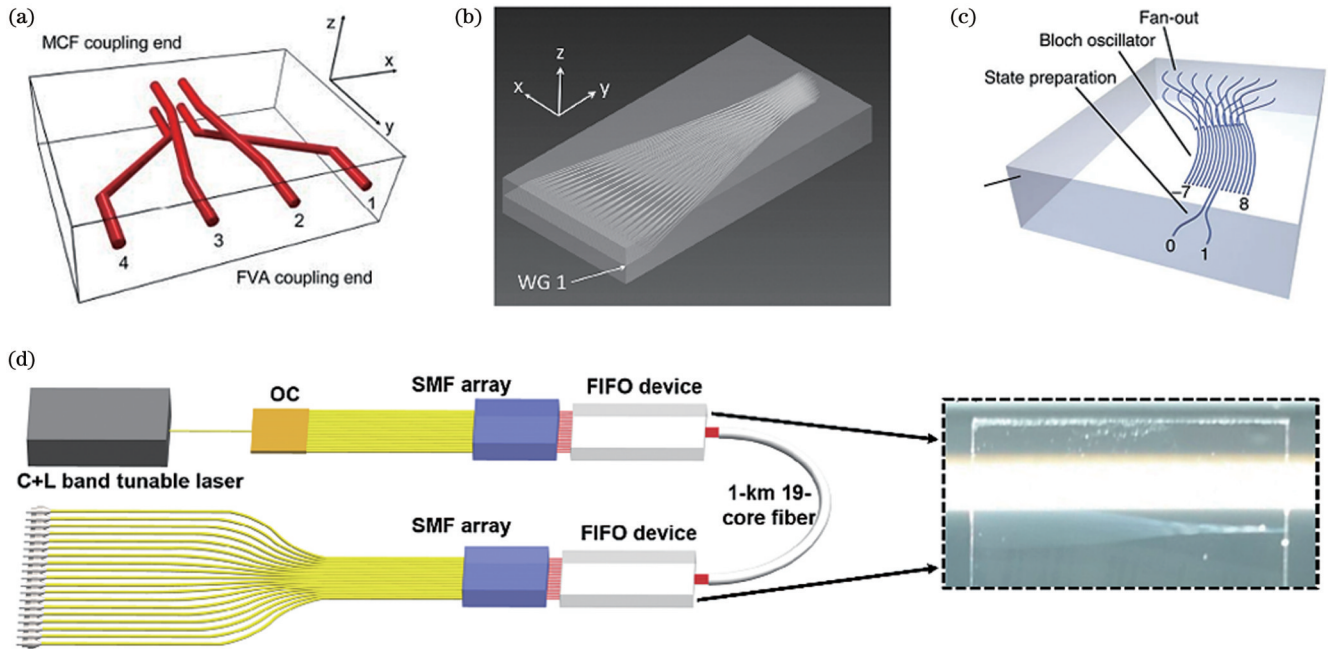 (a)
MCF coupling end
z
x
y
1
2
3
4
FVA coupling end
(b)
z
x
y
WG 1
(c)
Fan-out
Bloch oscillator
State preparation
−7
8
0
1
(d)
OC
SMF array
FIFO device
C+L band tunable laser
1-km 19-
core fiber
SMF array
FIFO device